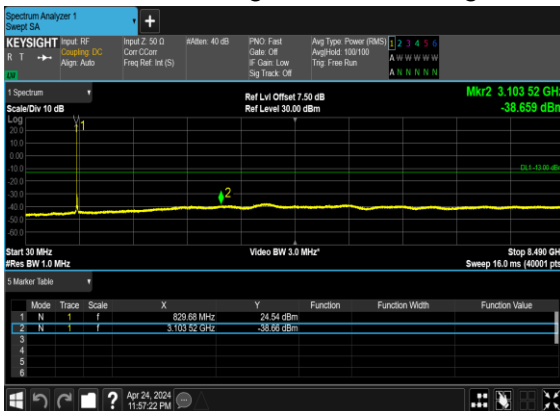 Spectrum Analyzer 1
Swept SA
+
KEYSIGHT Input: RF Input Z: 50 Ω #Atten: 40 dB PNO: Fast Avg Type: Power (RMS) 1 2 3 4 5 6
R T Coupling: DC Corr CCorr Gate: Off Avg|Hold: 100/100 A W W W W W
Align: Auto Freq Ref: Int (S) IF Gain: Low Trig: Free Run
Sig Track: Off A N N N N N
LV
1 Spectrum Ref Lvl Offset 7.50 dB Mkr2 3.103 52 GHz
Scale/Div 10 dB Ref Level 30.00 dBm -38.659 dBm
Log
20.0
10.0
0.00
-10.0
DL1 -13.00 dBm
-20.0
-30.0
-40.0
-50.0
-60.0
1
2
Start 30 MHz Video BW 3.0 MHz* Stop 8.490 GHz
#Res BW 1.0 MHz Sweep 16.0 ms (40001 pts)
5 Marker Table
Mode Trace Scale X Y Function Function Width Function Value
1 N 1 f 829.68 MHz 24.54 dBm
2 N 1 f 3.103 52 GHz -38.66 dBm
3
4
5
6
? Apr 24, 2024
11:57:22 PM